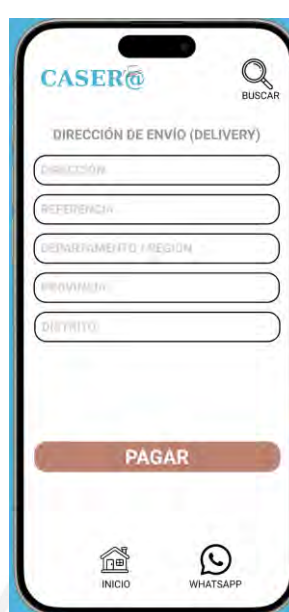 CASER@
BUSCAR
DIRECCIÓN DE ENVÍO (DELIVERY)
DIRECCIÓN
REFERENCIA
DEPARTAMENTO / REGIÓN
PROVINCIA
DISTRITO
PAGAR
INICIO WHATSAPP